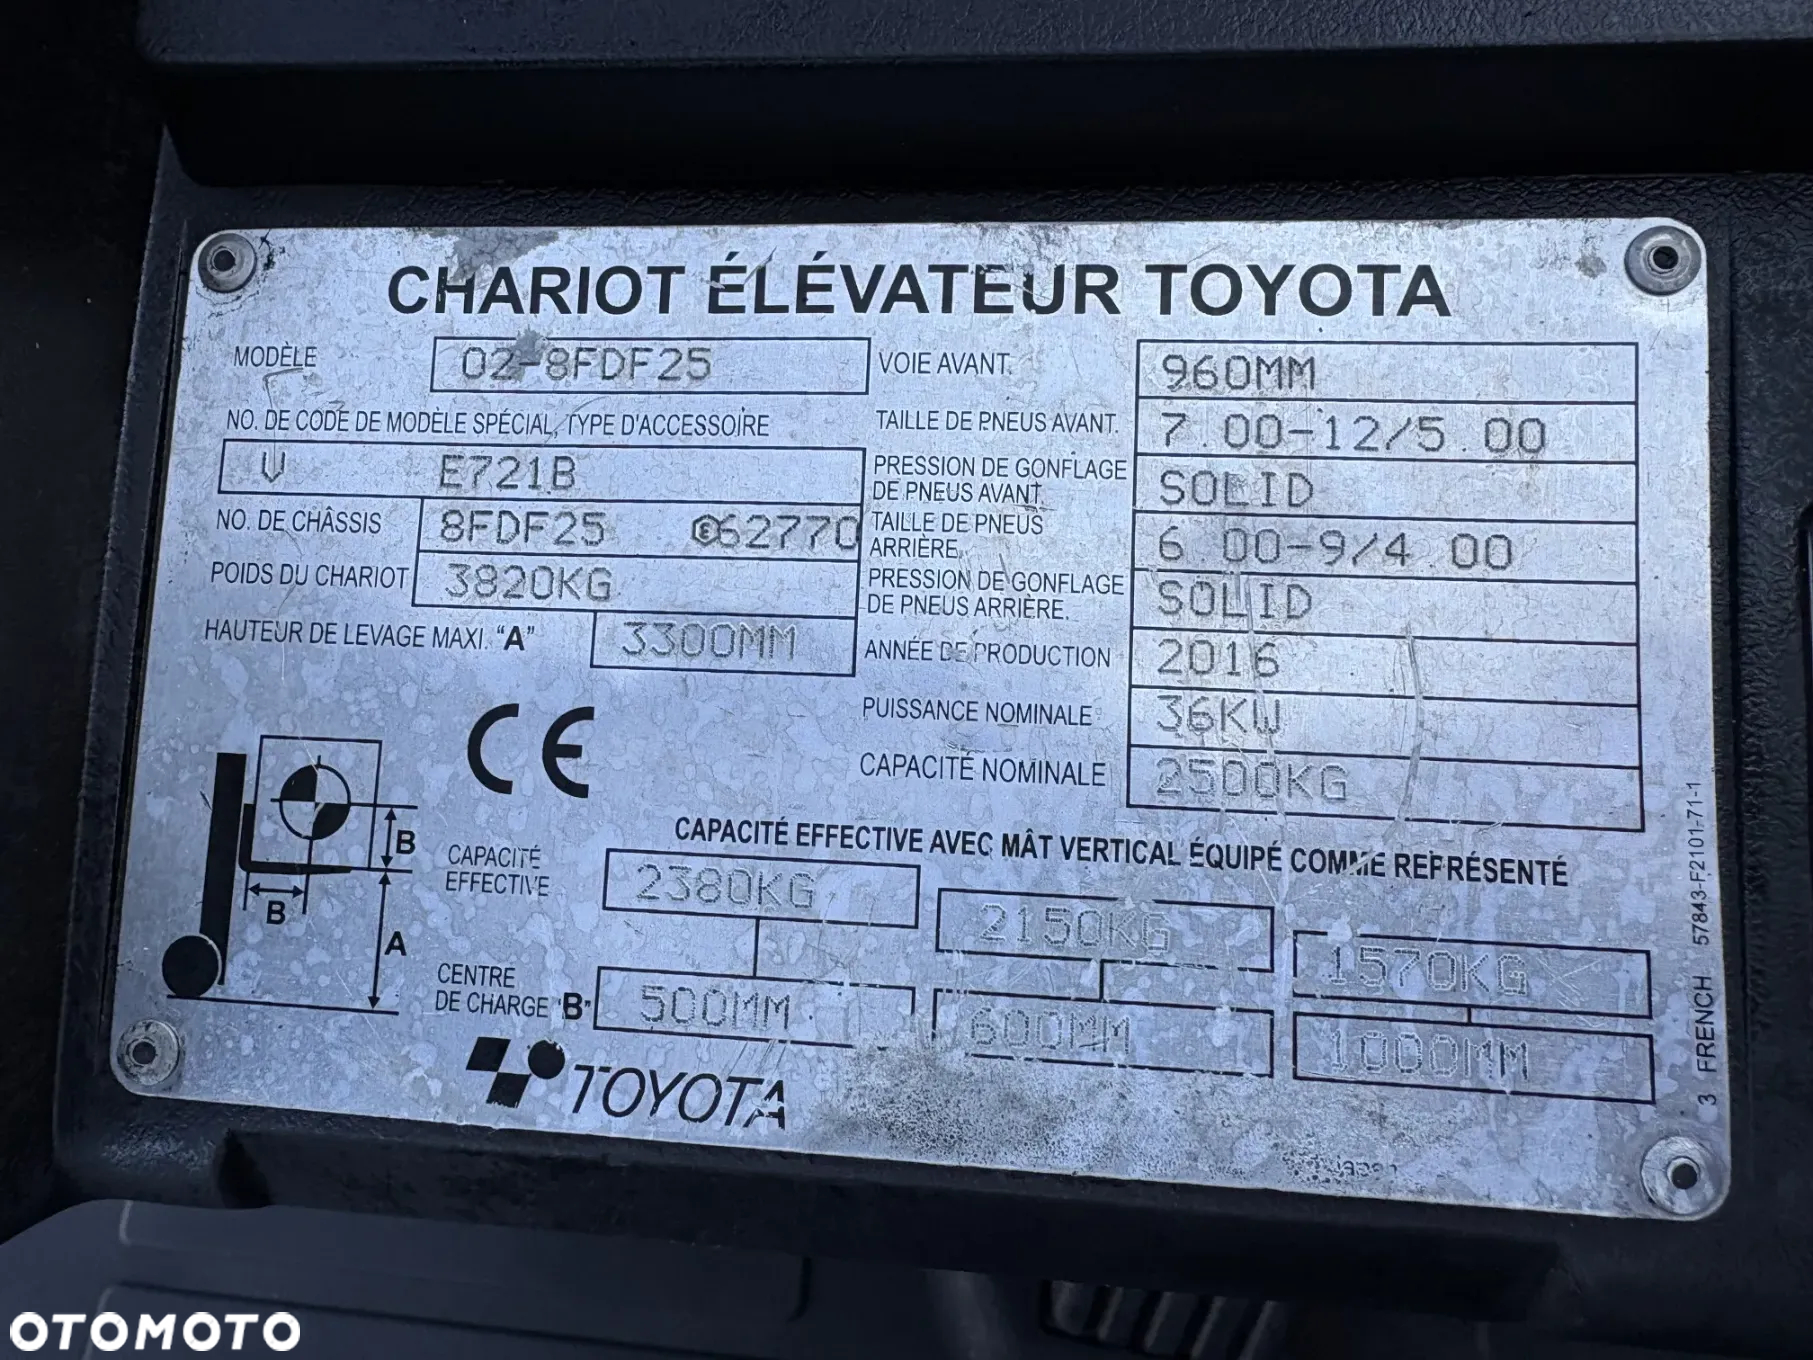 CHARIOT ÉLÉVATEUR TOYOTA
MODÈLE 02-8FDF25
NO. DE CODE DE MODÈLE SPÉCIAL, TYPE D'ACCESSOIRE
V E721B
NO. DE CHÂSSIS 8FDF25 E62770
POIDS DU CHARIOT 3820KG
HAUTEUR DE LEVAGE MAXI. "A" 3300MM
VOIE AVANT. 960MM
TAILLE DE PNEUS AVANT. 7.00-12/5.00
PRESSION DE GONFLAGE
DE PNEUS AVANT. SOLID
TAILLE DE PNEUS
ARRIÈRE. 6.00-9/4.00
PRESSION DE GONFLAGE
DE PNEUS ARRIÈRE. SOLID
ANNÉE DE PRODUCTION 2016
PUISSANCE NOMINALE 36KW
CAPACITÉ NOMINALE 2500KG
CE
B
B
A
CAPACITÉ EFFECTIVE AVEC MÂT VERTICAL ÉQUIPÉ COMME REPRÉSENTÉ
CAPACITÉ
EFFECTIVE 2380KG 2150KG 1570KG
CENTRE
DE CHARGE "B" 500MM 600MM 1000MM
TOYOTA
3 FRENCH 57843-F2101-71-1
OTOMOTO